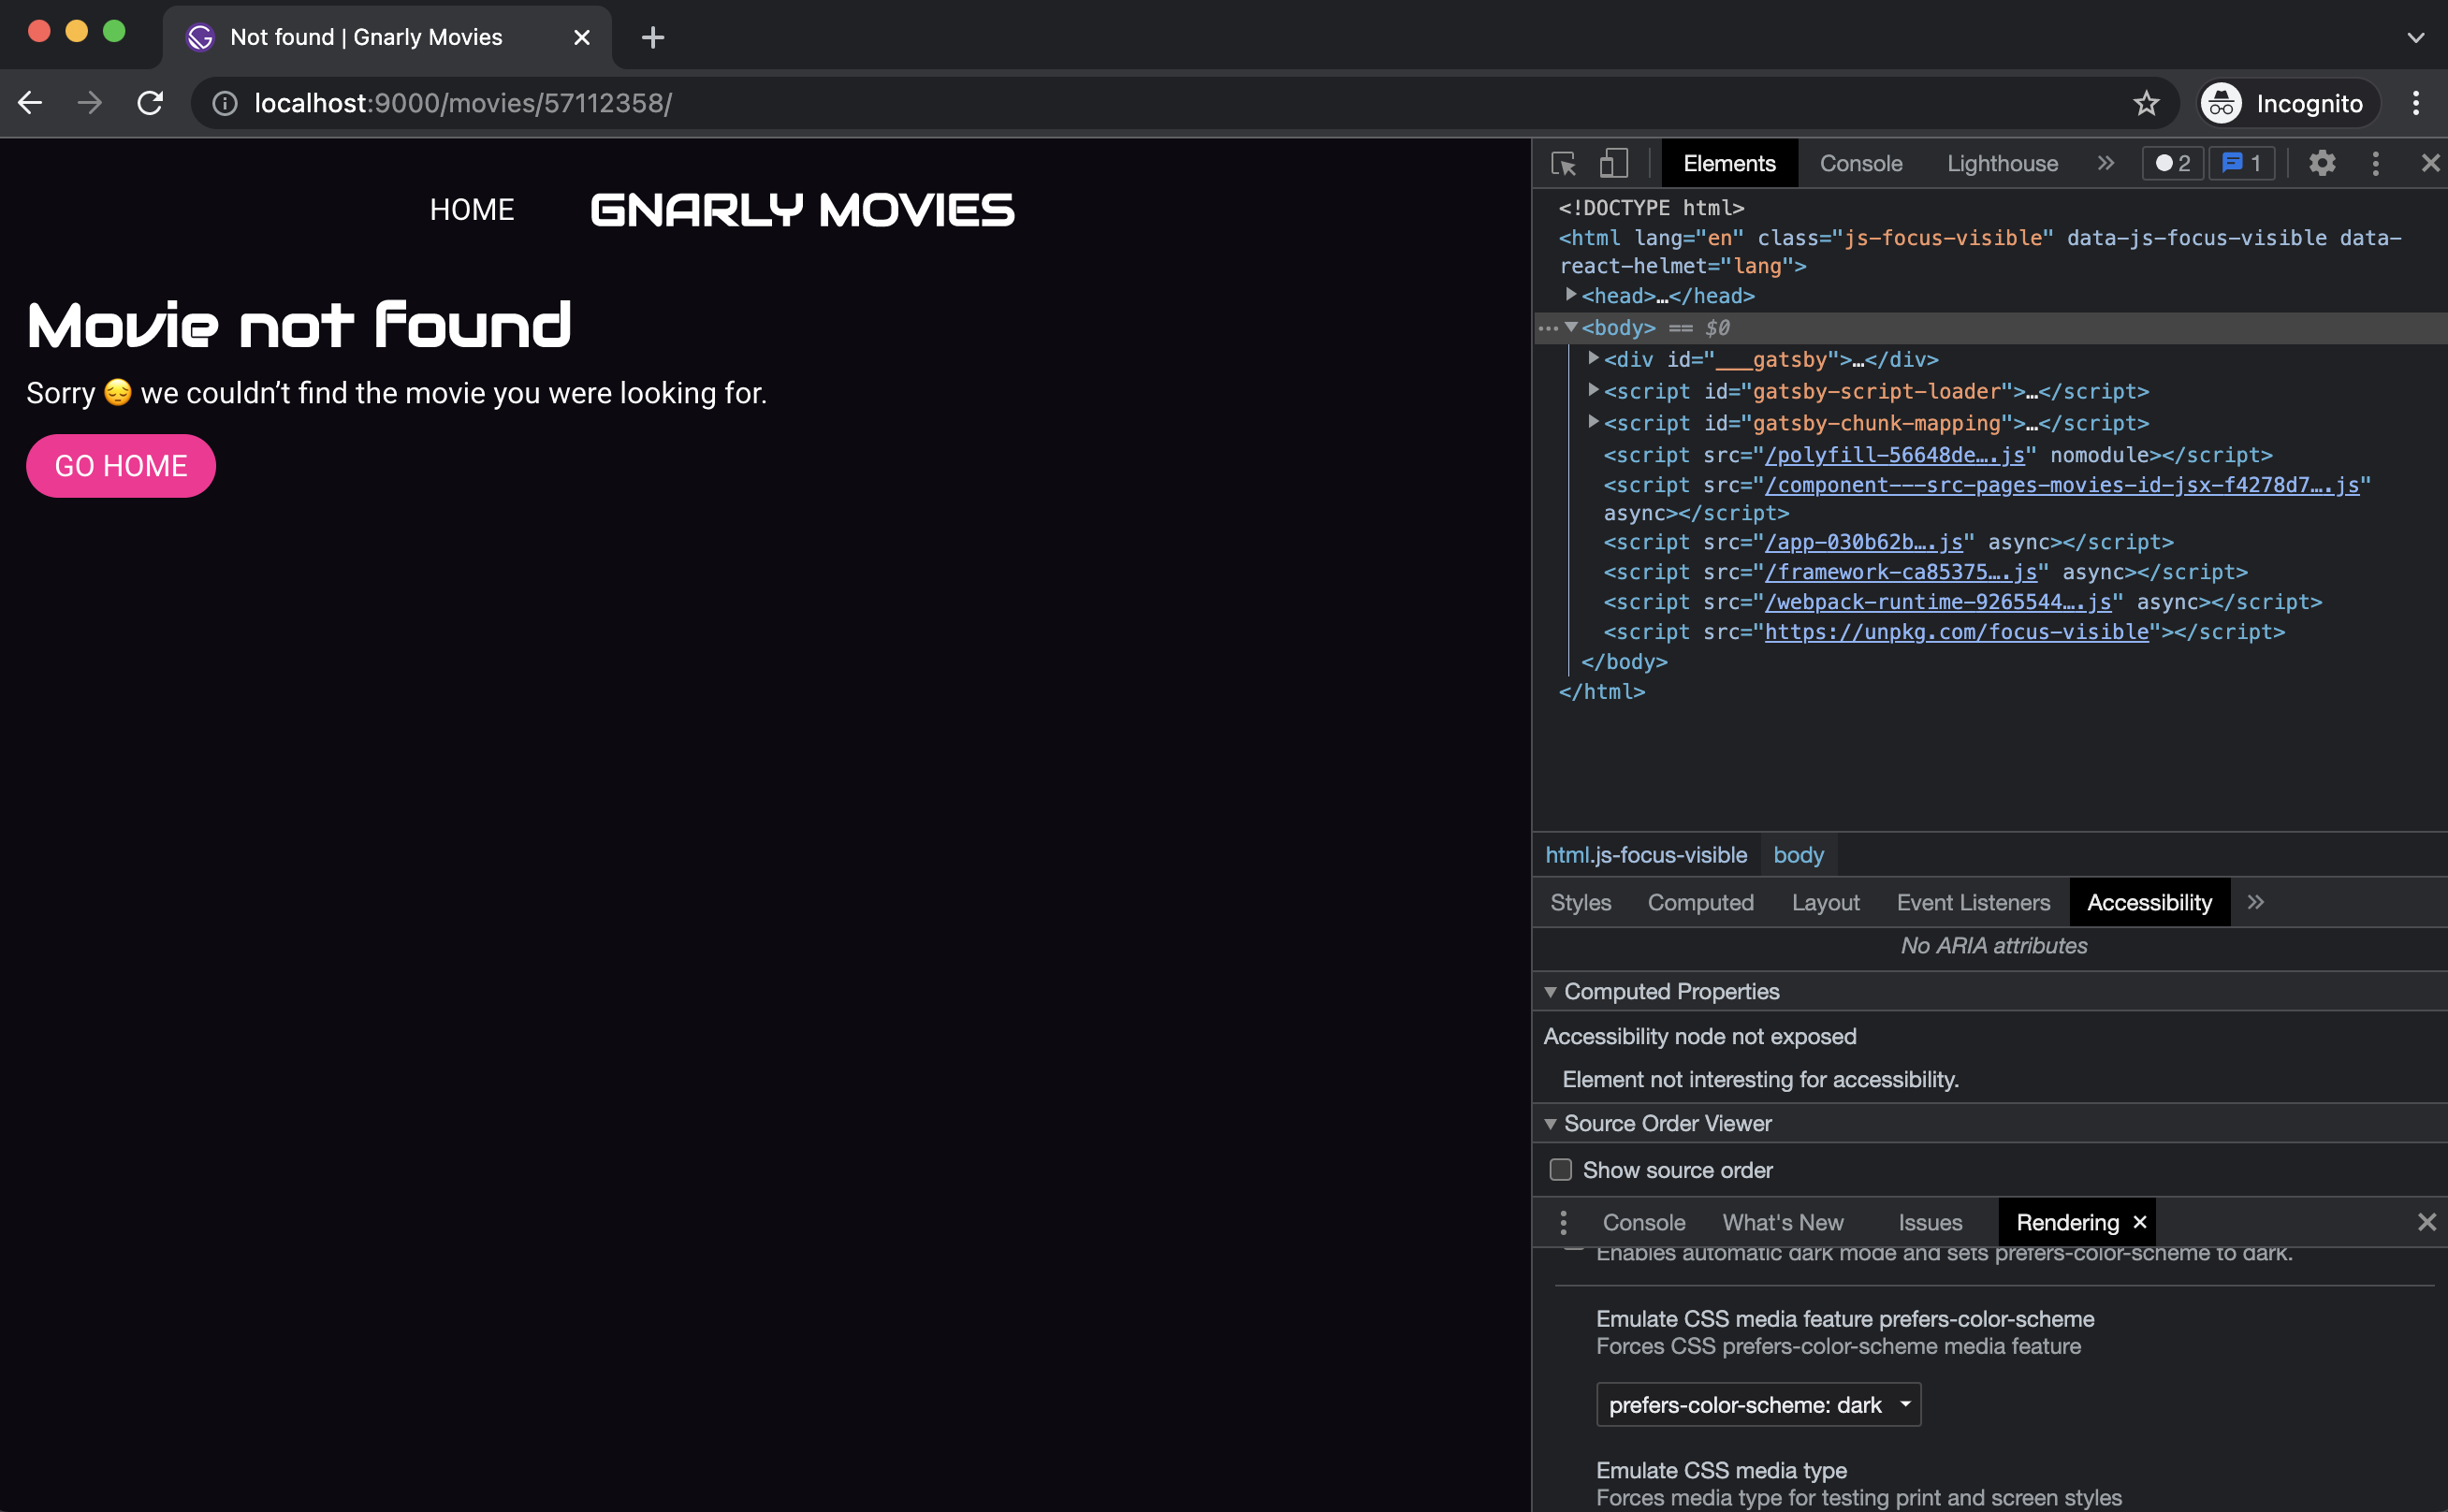 Not found | Gnarly Movies
localhost:9000/movies/57112358/
Incognito
HOME
GNARLY MOVIES
Movie not found
Sorry 😔 we couldn’t find the movie you were looking for.
GO HOME
Elements
Console
Lighthouse
2
1
<!DOCTYPE html>
<html lang="en" class="js-focus-visible" data-js-focus-visible data-
react-helmet="lang">
<head>…</head>
<body> == $0
<div id="___gatsby">…</div>
<script id="gatsby-script-loader">…</script>
<script id="gatsby-chunk-mapping">…</script>
<script src="/polyfill-56648de….js" nomodule></script>
<script src="/component---src-pages-movies-id-jsx-f4278d7….js"
async></script>
<script src="/app-030b62b….js" async></script>
<script src="/framework-ca85375….js" async></script>
<script src="/webpack-runtime-9265544….js" async></script>
<script src="https://unpkg.com/focus-visible"></script>
</body>
</html>
html.js-focus-visible
body
Styles
Computed
Layout
Event Listeners
Accessibility
No ARIA attributes
Computed Properties
Accessibility node not exposed
Element not interesting for accessibility.
Source Order Viewer
Show source order
Console
What's New
Issues
Rendering
Enables automatic dark mode and sets prefers-color-scheme to dark.
Emulate CSS media feature prefers-color-scheme
Forces CSS prefers-color-scheme media feature
prefers-color-scheme: dark
Emulate CSS media type
Forces media type for testing print and screen styles